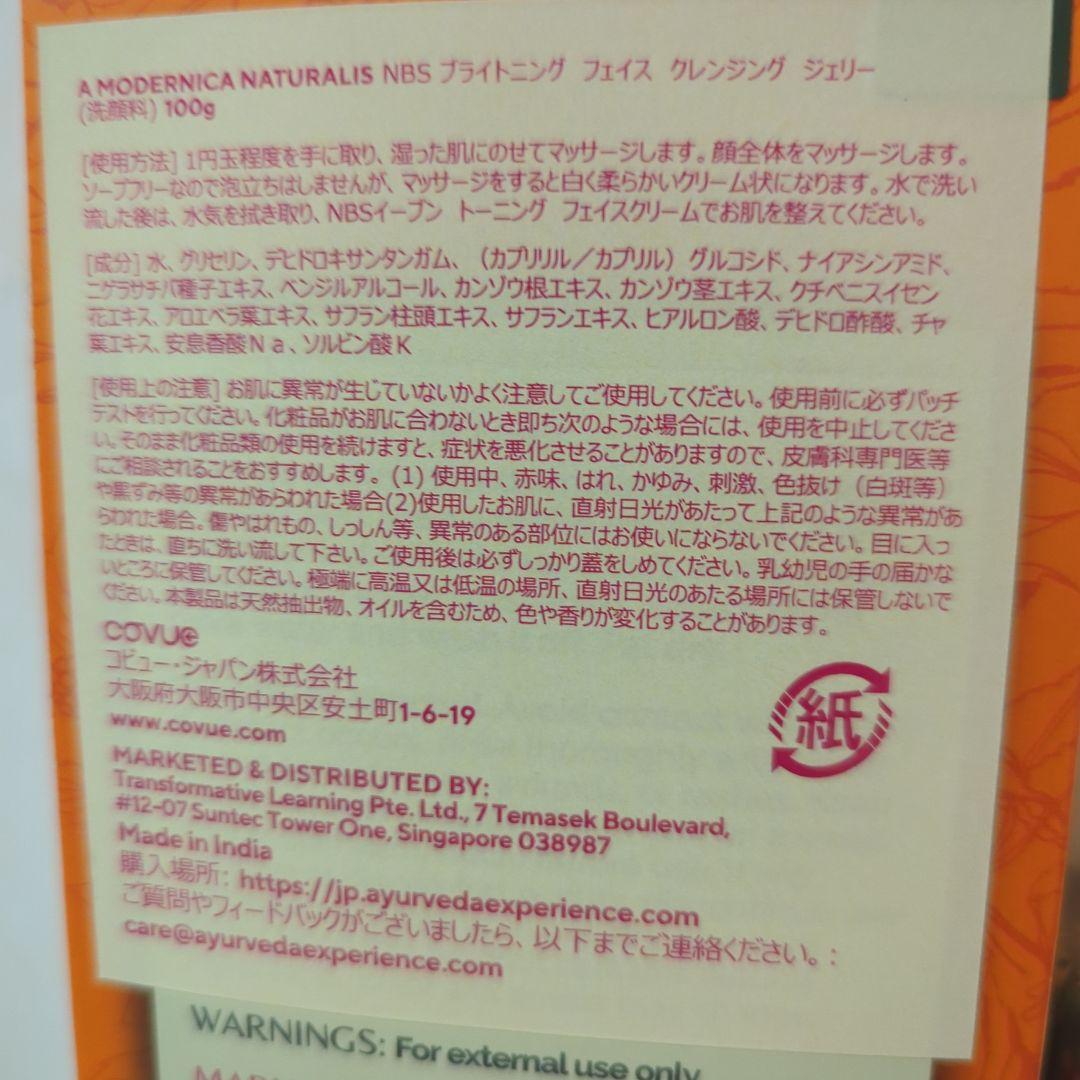 A MODERNICA NATURALIS NBS ブライトニング フェイス クレンジング ジェリー
(洗顔料) 100g
[使用方法] 1円玉程度を手に取り、湿った肌にのせてマッサージします。顔全体をマッサージします。
ソープフリーなので泡立ちはしませんが、マッサージをすると白く柔らかいクリーム状になります。水で洗い
流した後は、水気を拭き取り、NBSイーブン トーニング フェイスクリームでお肌を整えてください。
[成分] 水、グリセリン、デヒドロキサンタンガム、（カプリリル／カプリル）グルコシド、ナイアシンアミド、
ニゲラサチバ種子エキス、ベンジルアルコール、カンゾウ根エキス、カンゾウ茎エキス、クチベニスイセン
花エキス、アロエベラ葉エキス、サフラン柱頭エキス、サフランエキス、ヒアルロン酸、デヒドロ酢酸、チャ
葉エキス、安息香酸Ｎａ、ソルビン酸Ｋ
[使用上の注意] お肌に異常が生じていないかよく注意してご使用してください。使用前に必ずパッチ
テストを行ってください。化粧品がお肌に合わないとき即ち次のような場合には、使用を中止してくださ
い。そのまま化粧品類の使用を続けますと、症状を悪化させることがありますので、皮膚科専門医等
にご相談されることをおすすめします。(1) 使用中、赤味、はれ、かゆみ、刺激、色抜け（白斑等）
や黒ずみ等の異常があらわれた場合(2)使用したお肌に、直射日光があたって上記のような異常があ
らわれた場合。傷やはれもの、しっしん等、異常のある部位にはお使いにならないでください。目に入っ
たときは、直ちに洗い流して下さい。ご使用後は必ずしっかり蓋をしめてください。乳幼児の手の届かな
いところに保管してください。極端に高温又は低温の場所、直射日光のあたる場所には保管しないで
ください。本製品は天然抽出物、オイルを含むため、色や香りが変化することがあります。
COVUE
コビュー・ジャパン株式会社
大阪府大阪市中央区安土町1-6-19
www.covue.com
紙
MARKETED & DISTRIBUTED BY:
Transformative Learning Pte. Ltd., 7 Temasek Boulevard,
#12-07 Suntec Tower One, Singapore 038987
Made in India
購入場所: https://jp.ayurvedaexperience.com
ご質問やフィードバックがございましたら、以下までご連絡ください。:
care@ayurvedaexperience.com
WARNINGS: For external use only